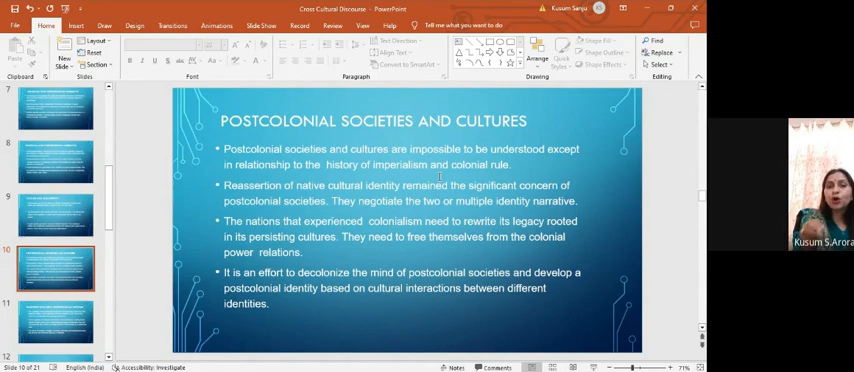 Cross Cultural Discourse - PowerPoint
Kusum Sanju
KS
File Home Insert Draw Design Transitions Animations Slide Show Record Review View Help Tell me what you want to do
Paste
New
Slide
Layout
Reset
Section
Text Direction
Align Text
Convert to SmartArt
Arrange
Shape Fill
Shape Outline
Shape Effects
Find
Replace
Select
Clipboard Slides Font Paragraph Drawing Editing
7
8
9
10
11
12
POSTCOLONIAL SOCIETIES AND CULTURES
• Postcolonial societies and cultures are impossible to be understood except
in relationship to the history of imperialism and colonial rule.
• Reassertion of native cultural identity remained the significant concern of
postcolonial societies. They negotiate the two or multiple identity narrative.
• The nations that experienced colonialism need to rewrite its legacy rooted
in its persisting cultures. They need to free themselves from the colonial
power relations.
• It is an effort to decolonize the mind of postcolonial societies and develop a
postcolonial identity based on cultural interactions between different
identities.
Kusum S.Arora
Slide 10 of 21 English (India) Accessibility: Investigate Notes Comments 71%